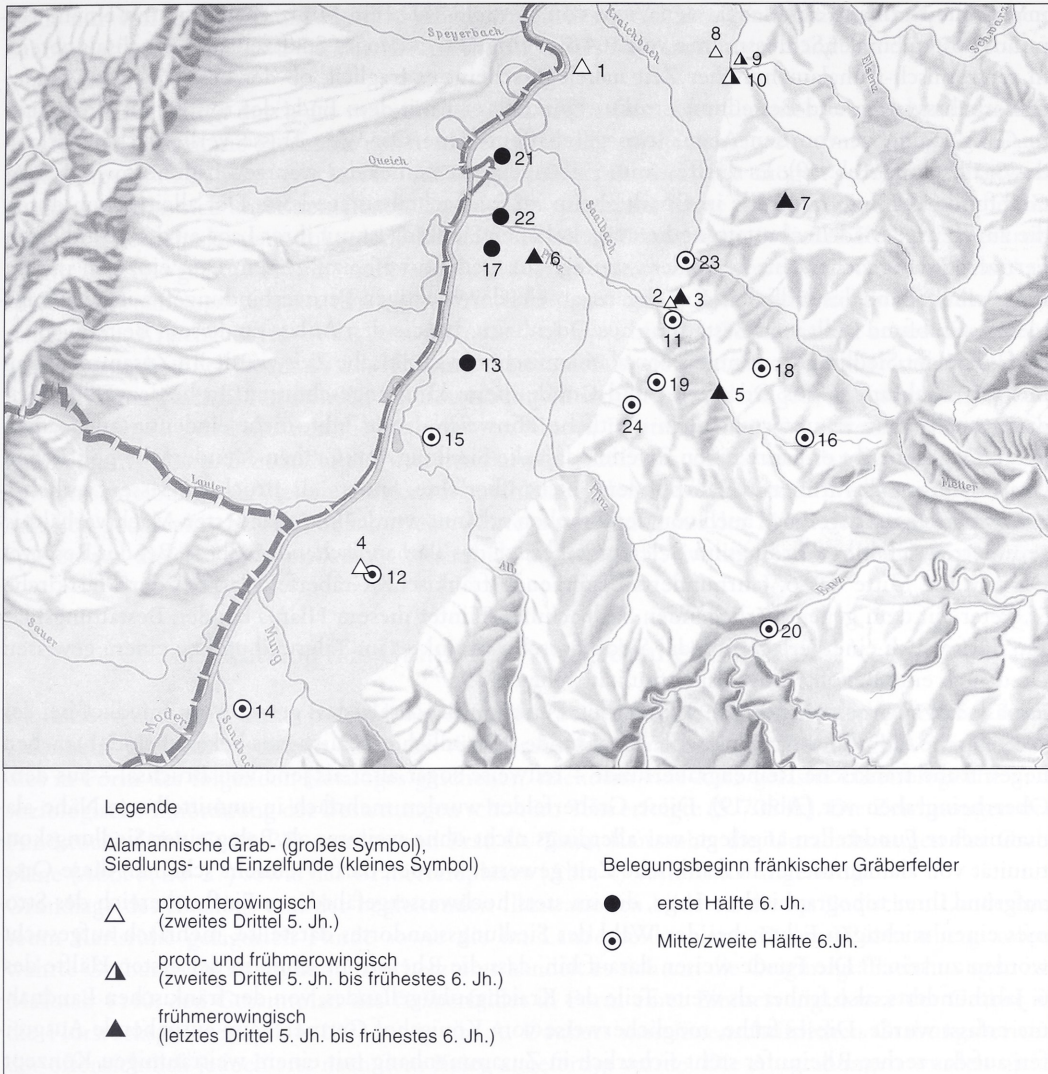 Speyerbach
Kraichbach
Schwarz
Elsenz
8
9
1
10
21
Queich
7
22
Saalbach
17
6
23
2
3
11
13
18
19
5
24
15
16
Lauter
Pfinz
Metter
4
12
Alb
Enz
Sauer
Murg
20
14
Moder
Sandba
Legende
Alamannische Grab- (großes Symbol),
Siedlungs- und Einzelfunde (kleines Symbol)
Belegungsbeginn fränkischer Gräberfelder
protomerowingisch
(zweites Drittel 5. Jh.)
erste Hälfte 6. Jh.
Mitte/zweite Hälfte 6.Jh.
proto- und frühmerowingisch
(zweites Drittel 5. Jh. bis frühestes 6. Jh.)
frühmerowingisch
(letztes Drittel 5. Jh. bis frühestes 6. Jh.)